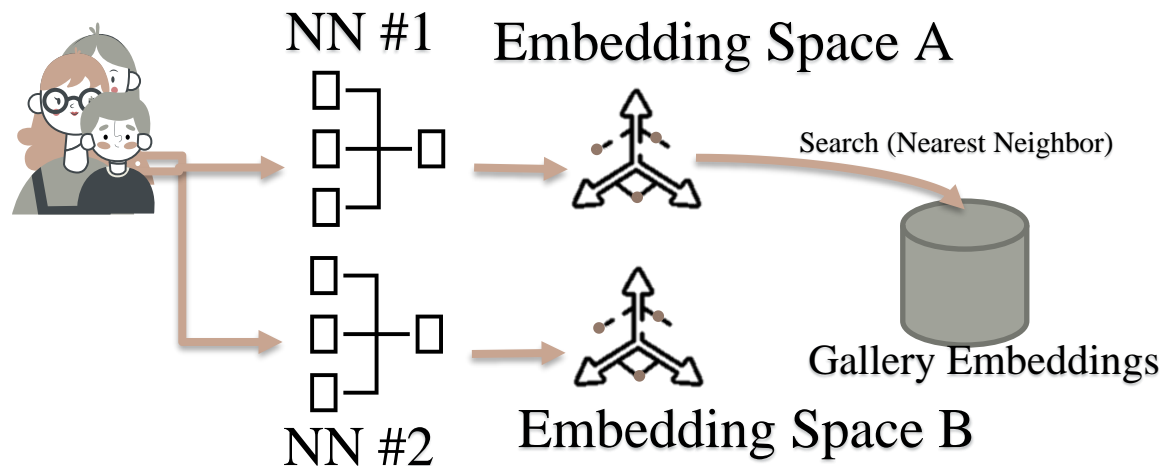 NN #1
Embedding Space A
Search (Nearest Neighbor)
Gallery Embeddings
NN #2
Embedding Space B